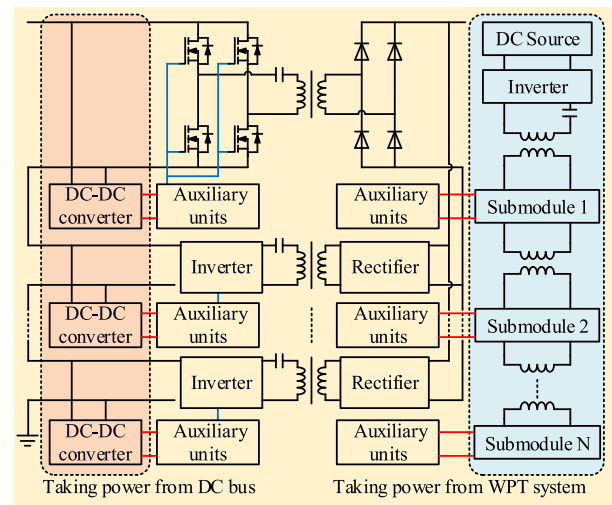 DC Source
Inverter
DC-DC
converter
Auxiliary
units
Auxiliary
units
Submodule 1
Inverter
Rectifier
DC-DC
converter
Auxiliary
units
Auxiliary
units
Submodule 2
Inverter
Rectifier
DC-DC
converter
Auxiliary
units
Auxiliary
units
Submodule N
Taking power from DC bus
Taking power from WPT system